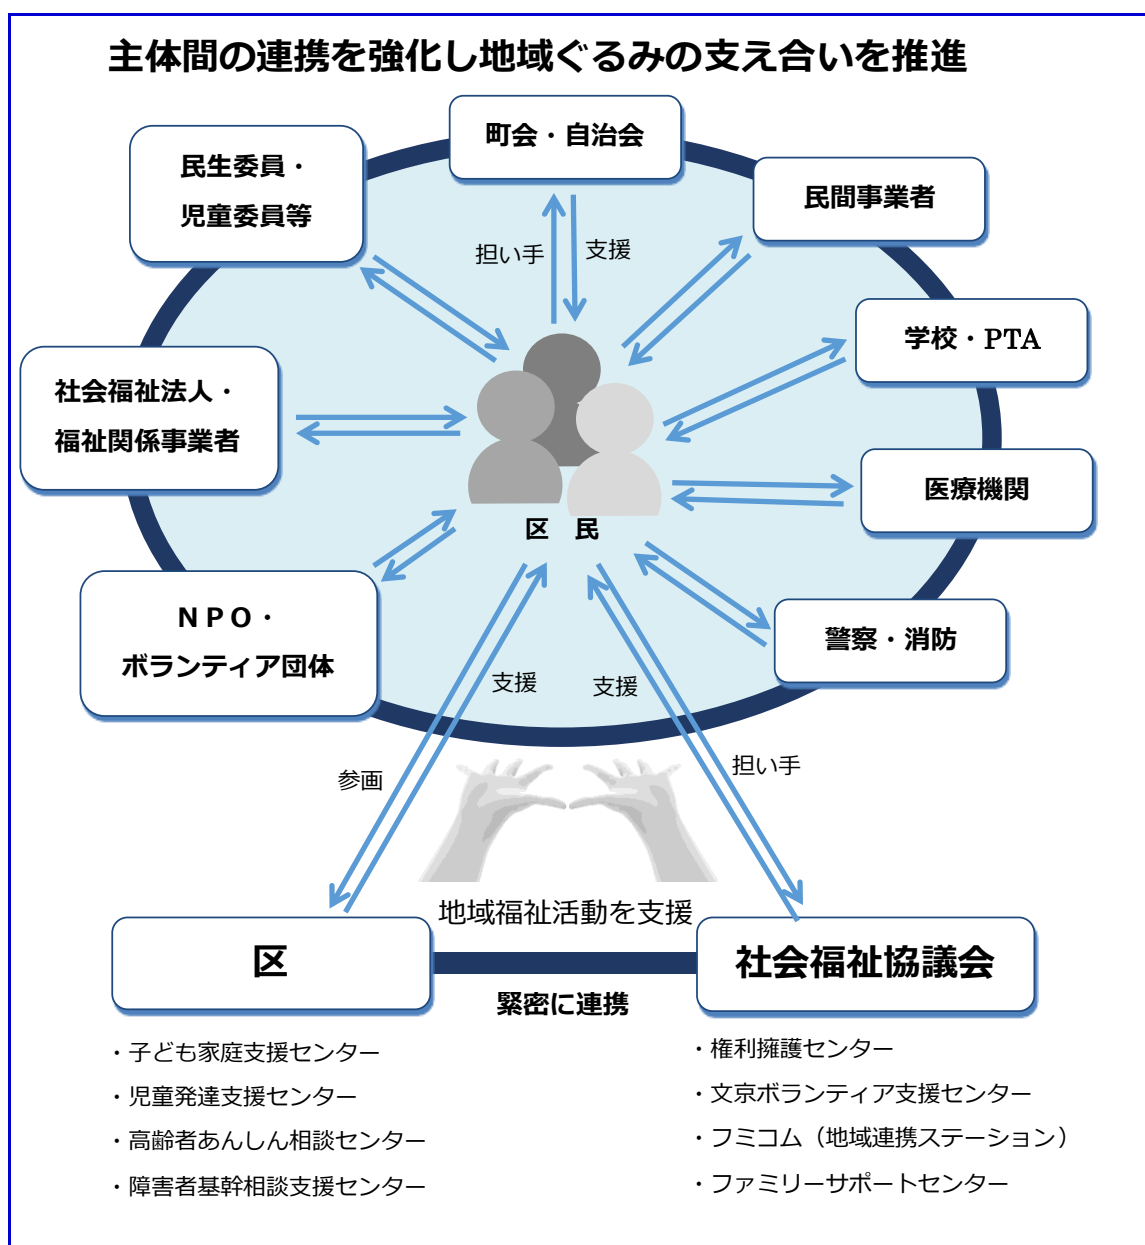 主体間の連携を強化し地域ぐるみの支え合いを推進
町会・自治会
民生委員・
児童委員等
民間事業者
担い手
支援
学校・PTA
社会福祉法人・
福祉関係事業者
医療機関
区 民
ＮＰＯ・
ボランティア団体
警察・消防
支援
支援
参画
担い手
地域福祉活動を支援
区
社会福祉協議会
緊密に連携
・子ども家庭支援センター
・児童発達支援センター
・高齢者あんしん相談センター
・障害者基幹相談支援センター
・権利擁護センター
・文京ボランティア支援センター
・フミコム（地域連携ステーション）
・ファミリーサポートセンター